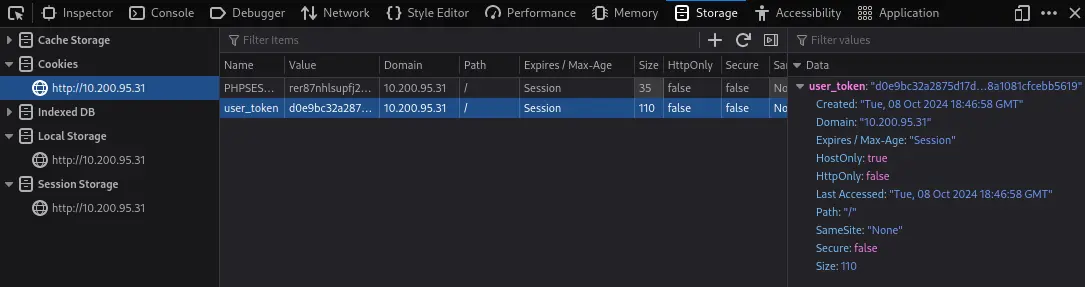 Inspector Console Debugger Network Style Editor Performance Memory Storage Accessibility Application
Cache Storage
Cookies
http://10.200.95.31
Indexed DB
Local Storage
http://10.200.95.31
Session Storage
http://10.200.95.31
Filter Items
Name Value Domain Path Expires / Max-Age Size HttpOnly Secure Sa
PHPSES... rer87nhlsupfj2... 10.200.95.31 / Session 35 false false No
user_token d0e9bc32a287... 10.200.95.31 / Session 110 false false No
Filter values
Data
user_token: "d0e9bc32a2875d17d...8a1081cfcebb5619"
Created: "Tue, 08 Oct 2024 18:46:58 GMT"
Domain: "10.200.95.31"
Expires / Max-Age: "Session"
HostOnly: true
HttpOnly: false
Last Accessed: "Tue, 08 Oct 2024 18:46:58 GMT"
Path: "/"
SameSite: "None"
Secure: false
Size: 110